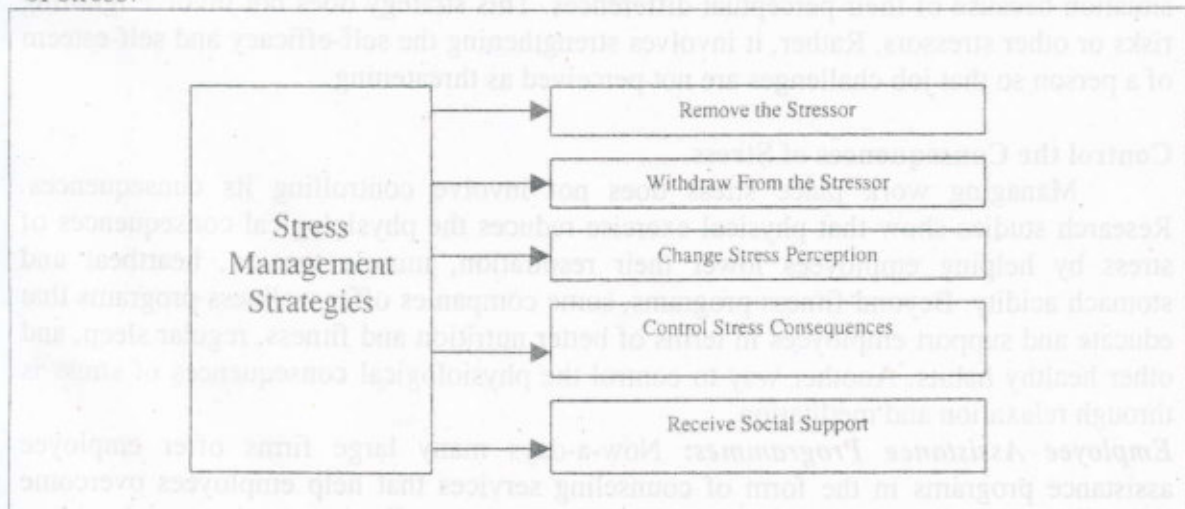 Stress
Management
Strategies
Remove the Stressor
Withdraw From the Stressor
Change Stress Perception
Control Stress Consequences
Receive Social Support
situation because of their perceptual differences. This strategy does not
risks or other stressors. Rather, it involves strengthening the self-efficacy and self-esteem
of a person so that job challenges are not perceived as threatening.
Control the Consequences of Stress.
Managing work place stress does not involve controlling its consequences.
Research studies show that physical exercise reduces the physiological consequences of
stress by helping employees lower their respiration, heartbeat and
stomach acidity. Beyond fitness programs, some companies offer wellness programs that
educate and support employees in terms of better nutrition and fitness, regular sleep, and
other healthy habits. Another way to control the physiological consequences of stress is
through relaxation and meditation.
Employee Assistance Programmes: Now-a-days many large firms offer employee
assistance programs in the form of counseling services that help employees overcome